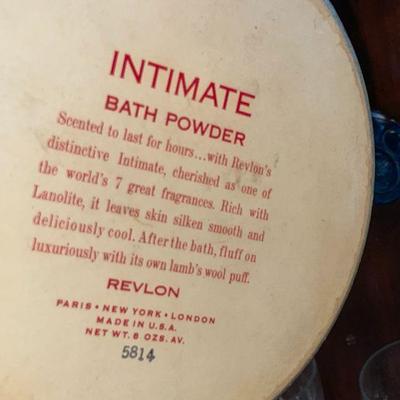 INTIMATE
BATH POWDER
Scented to last for hours...with Revlon's
distinctive Intimate, cherished as one of
the world's 7 great fragrances. Rich with
Lanolite, it leaves skin silken smooth and
deliciously cool. After the bath, fluff on
luxuriously with its own lamb's wool puff.
REVLON
PARIS • NEW YORK • LONDON
MADE IN U.S.A.
NET WT. 6 OZS. AV.
5814